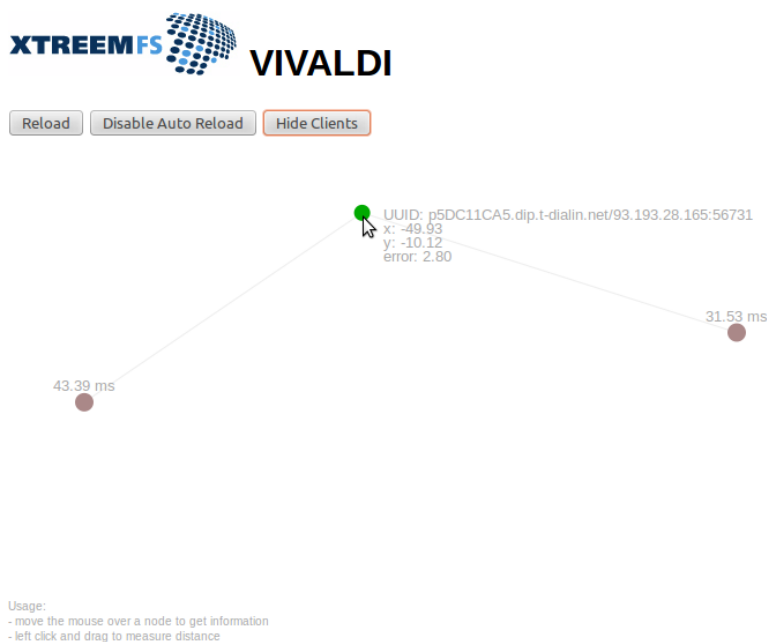 XTREEMFS
VIVALDI
Reload Disable Auto Reload Hide Clients
UUID: p5DC11CA5.dip.t-dialin.net/93.193.28.165:56731
x: -49.93
y: -10.12
error: 2.80
31.53 ms
43.39 ms
Usage:
- move the mouse over a node to get information
- left click and drag to measure distance